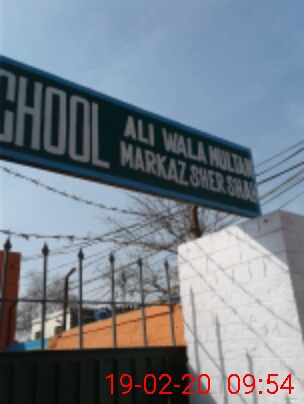 CHOOL
ALI WALA MULTAN
MARKAZ SHER SHAH
19-02-20 09:54